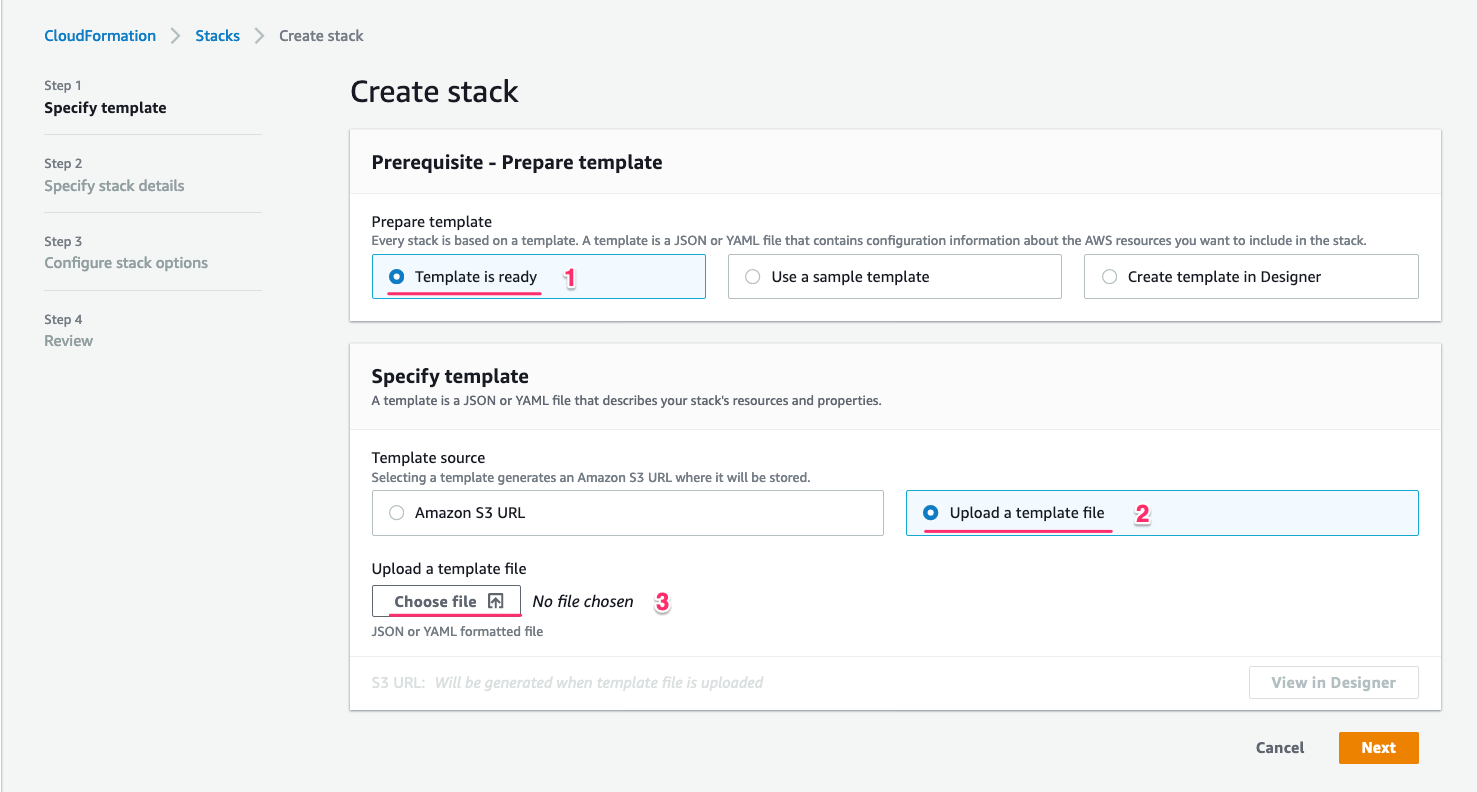 CloudFormation > Stacks > Create stack
Step 1
Specify template
Step 2
Specify stack details
Step 3
Configure stack options
Step 4
Review
Create stack
Prerequisite - Prepare template
Prepare template
Every stack is based on a template. A template is a JSON or YAML file that contains configuration information about the AWS resources you want to include in the stack.
Template is ready 1 Use a sample template Create template in Designer
Specify template
A template is a JSON or YAML file that describes your stack's resources and properties.
Template source
Selecting a template generates an Amazon S3 URL where it will be stored.
Amazon S3 URL Upload a template file 2
Upload a template file
Choose file No file chosen 3
JSON or YAML formatted file
S3 URL: Will be generated when template file is uploaded View in Designer
Cancel Next